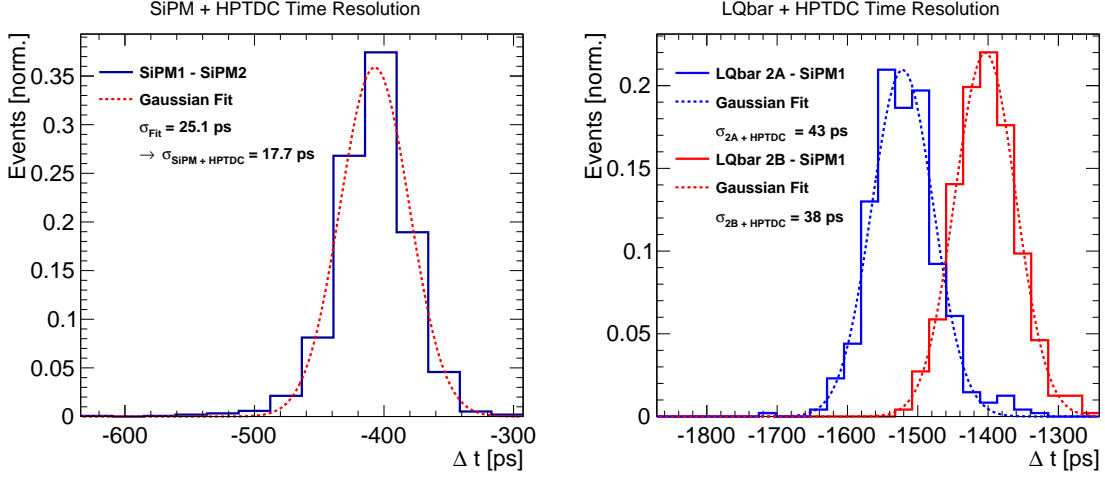 SiPM + HPTDC Time Resolution
Events [norm.]
0.35
0.3
0.25
0.2
0.15
0.1
0.05
0
SiPM1 - SiPM2
Gaussian Fit
σFit = 25.1 ps
→ σSiPM + HPTDC = 17.7 ps
-600
-500
-400
-300
Δ t [ps]
LQbar + HPTDC Time Resolution
Events [norm.]
0.2
0.15
0.1
0.05
0
LQbar 2A - SiPM1
Gaussian Fit
σ2A + HPTDC = 43 ps
LQbar 2B - SiPM1
Gaussian Fit
σ2B + HPTDC = 38 ps
-1800
-1700
-1600
-1500
-1400
-1300
Δ t [ps]